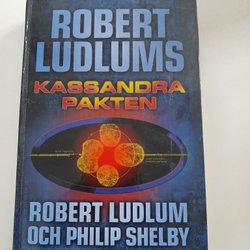 ROBERT
LUDLUMS
KASSANDRA
PAKTEN
ROBERT LUDLUM
OCH PHILIP SHELBY